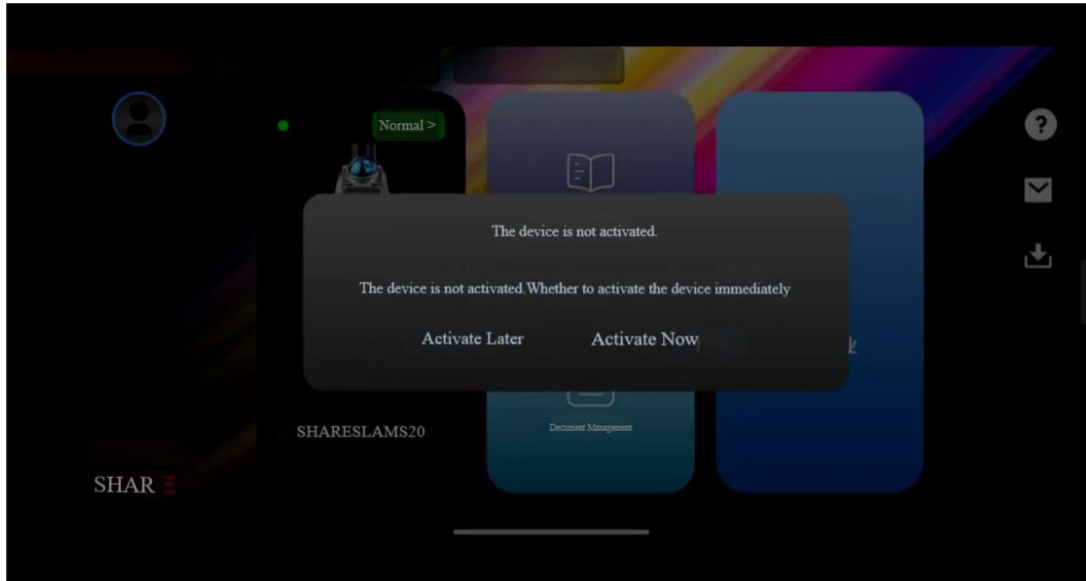 Normal >
The device is not activated.
The device is not activated.Whether to activate the device immediately
Activate Later
Activate Now
业
SHARESLAMS20
Document Management
SHAR